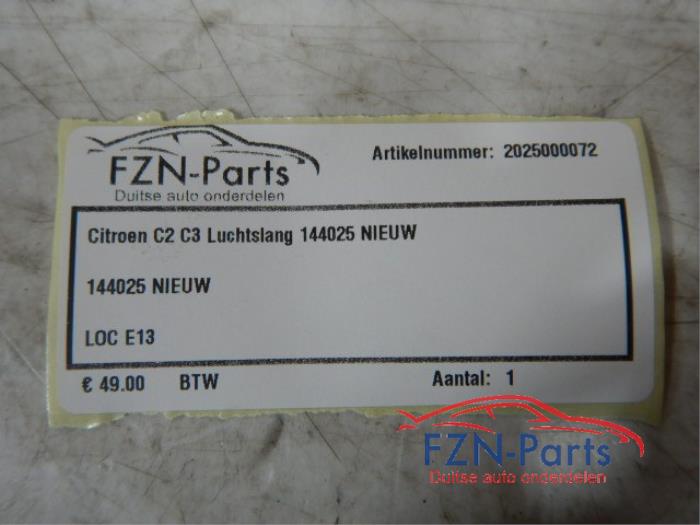 FZN-Parts
Duitse auto onderdelen
Artikelnummer: 2025000072
Citroen C2 C3 Luchtslang 144025 NIEUW
144025 NIEUW
LOC E13
€ 49.00 BTW Aantal: 1
FZN-Parts
Duitse auto onderdelen